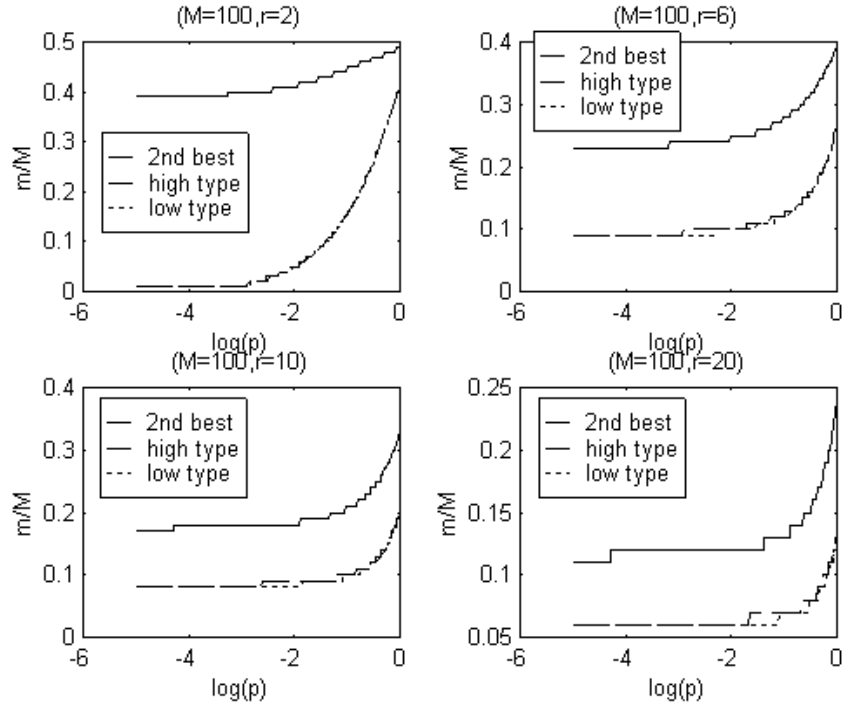 (M=100,r=2)
0.5
0.4
0.3
0.2
0.1
0
m/M
2nd best
high type
low type
-6
-4
-2
0
log(p)
(M=100,r=6)
0.4
0.3
0.2
0.1
0
m/M
2nd best
high type
low type
-6
-4
-2
0
log(p)
(M=100,r=10)
0.4
0.3
0.2
0.1
0
m/M
2nd best
high type
low type
-6
-4
-2
0
log(p)
(M=100,r=20)
0.25
0.2
0.15
0.1
0.05
m/M
2nd best
high type
low type
-6
-4
-2
0
log(p)